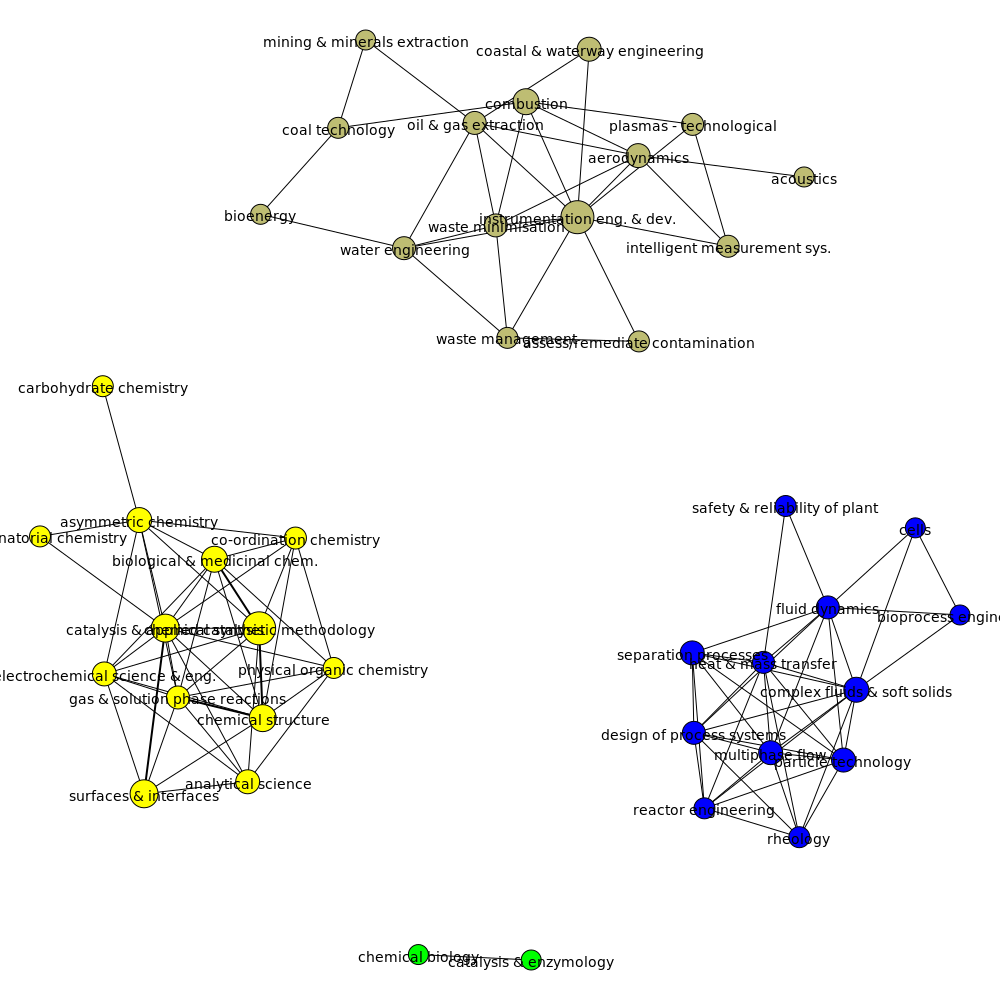 mining & minerals extraction
coastal & waterway engineering
combustion
oil & gas extraction
plasmas - technological
coal technology
aerodynamics
acoustics
bioenergy
instrumentation eng. & dev.
waste minimisation
intelligent measurement sys.
water engineering
waste management
assess/remediate contamination
carbohydrate chemistry
safety & reliability of plant
asymmetric chemistry
cells
natorial chemistry
co-ordination chemistry
biological & medicinal chem.
fluid dynamics
bioprocess engine
catalysis & applied catalysis
chemical synthetic methodology
separation processes
heat & mass transfer
physical organic chemistry
electrochemical science & eng.
complex fluids & soft solids
gas & solution phase reactions
chemical structure
design of process systems
multiphase flow
particle technology
analytical science
surfaces & interfaces
reactor engineering
rheology
chemical biology
catalysis & enzymology